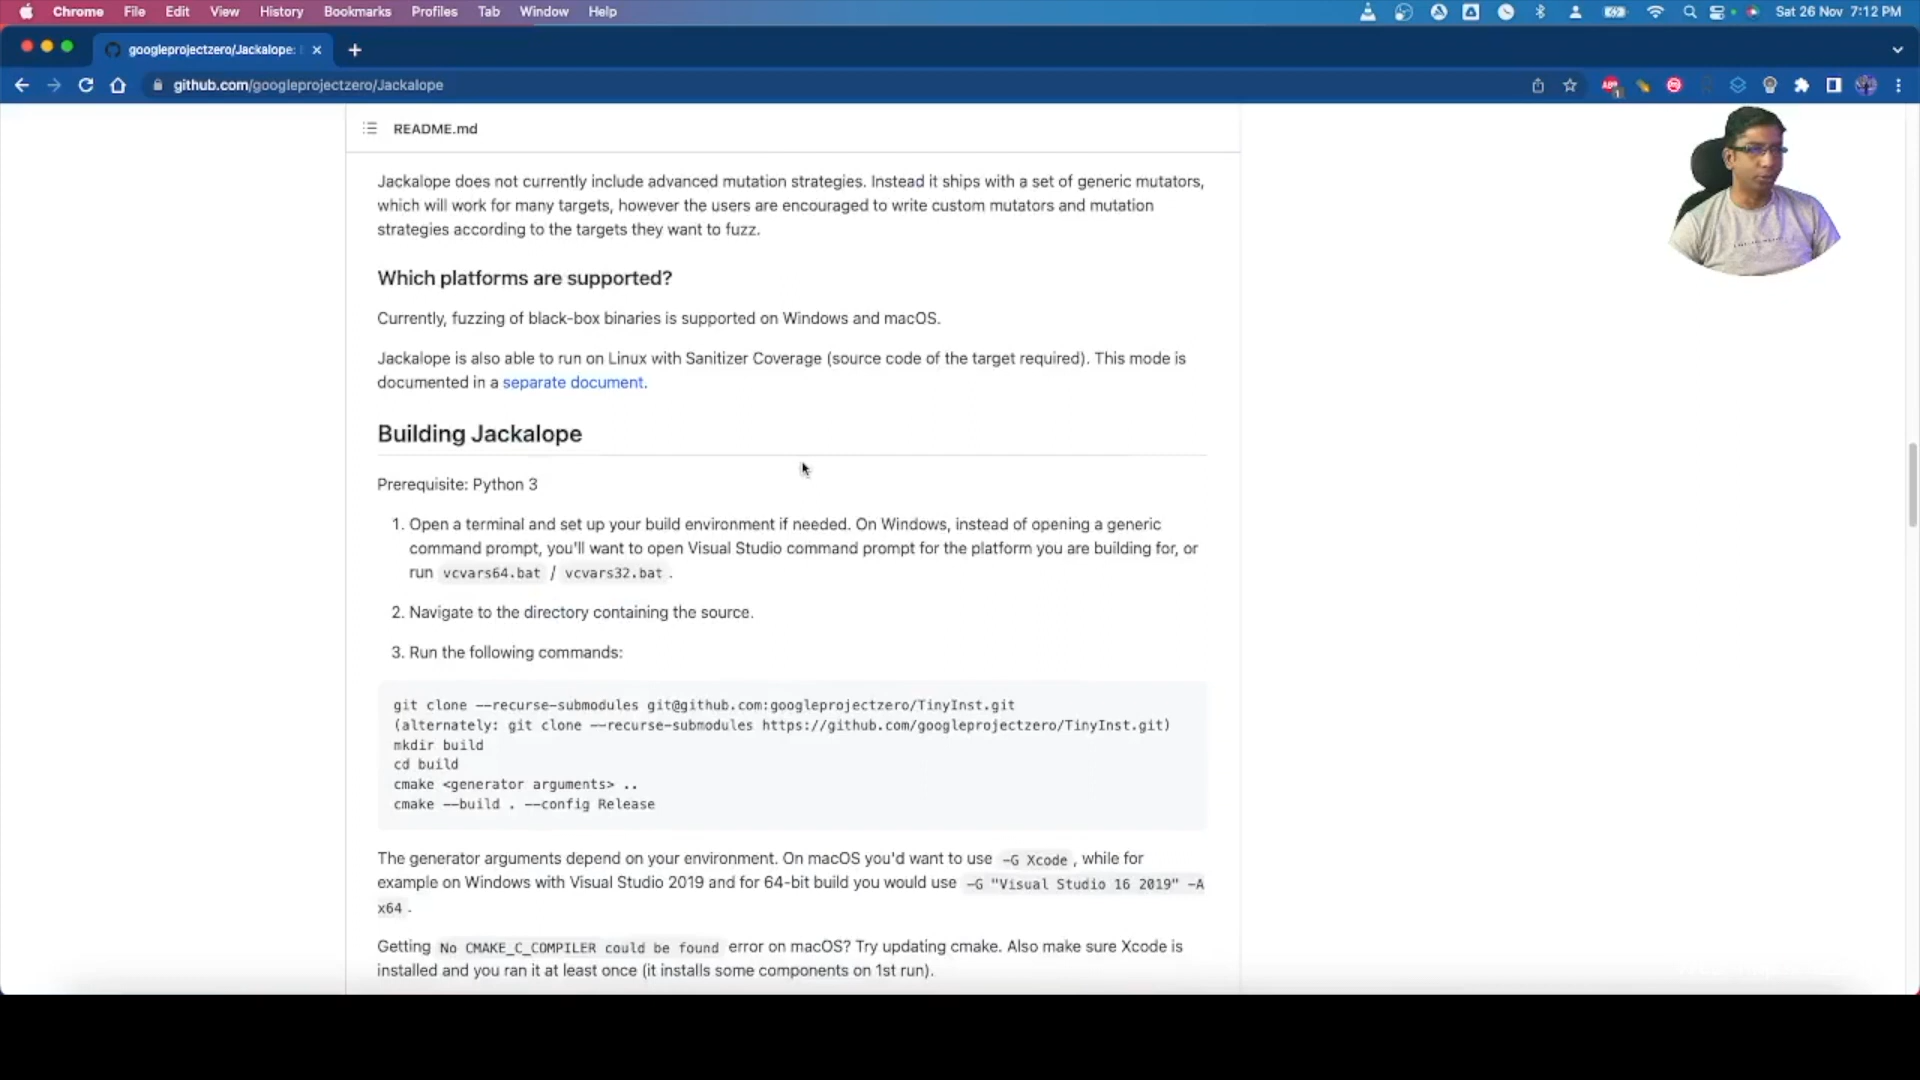 Chrome File Edit View History Bookmarks Profiles Tab Window Help Sat 26 Nov 7:12 PM
googleprojectzero/Jackalope:
github.com/googleprojectzero/Jackalope
README.md
Jackalope does not currently include advanced mutation strategies. Instead it ships with a set of generic mutators,
which will work for many targets, however the users are encouraged to write custom mutators and mutation
strategies according to the targets they want to fuzz.
Which platforms are supported?
Currently, fuzzing of black-box binaries is supported on Windows and macOS.
Jackalope is also able to run on Linux with Sanitizer Coverage (source code of the target required). This mode is
documented in a separate document.
Building Jackalope
Prerequisite: Python 3
1. Open a terminal and set up your build environment if needed. On Windows, instead of opening a generic
command prompt, you'll want to open Visual Studio command prompt for the platform you are building for, or
run vcvars64.bat / vcvars32.bat .
2. Navigate to the directory containing the source.
3. Run the following commands:
git clone --recurse-submodules git@github.com:googleprojectzero/TinyInst.git
(alternately: git clone --recurse-submodules https://github.com/googleprojectzero/TinyInst.git)
mkdir build
cd build
cmake <generator arguments> ..
cmake --build . --config Release
The generator arguments depend on your environment. On macOS you'd want to use -G Xcode , while for
example on Windows with Visual Studio 2019 and for 64-bit build you would use -G "Visual Studio 16 2019" -A
x64 .
Getting No CMAKE_C_COMPILER could be found error on macOS? Try updating cmake. Also make sure Xcode is
installed and you ran it at least once (it installs some components on 1st run).